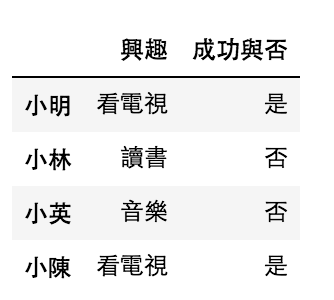 興趣 成功與否
小明 看電視 是
小林 讀書 否
小英 音樂 否
小陳 看電視 是